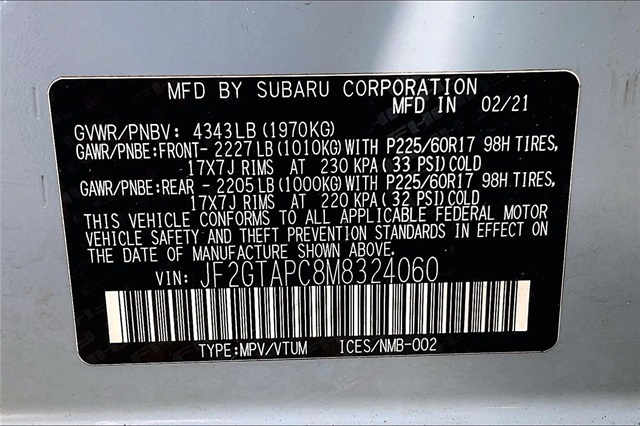 MFD BY SUBARU CORPORATION
MFD IN 02/21
GVWR/PNBV: 4343LB(1970KG)
GAWR/PNBE:FRONT- 2227LB(1010KG)WITH P225/60R17 98H TIRES,
17X7J RIMS AT 230 KPA(33 PSI)COLD
GAWR/PNBE:REAR - 2205LB(1000KG)WITH P225/60R17 98H TIRES,
17X7J RIMS AT 220 KPA(32 PSI)COLD
THIS VEHICLE CONFORMS TO ALL APPLICABLE FEDERAL MOTOR
VEHICLE SAFETY AND THEFT PREVENTION STANDARDS IN EFFECT ON
THE DATE OF MANUFACTURE SHOWN ABOVE.
VIN: JF2GTAPC8M8324060
TYPE:MPV/VTUM ICES/NMB-002